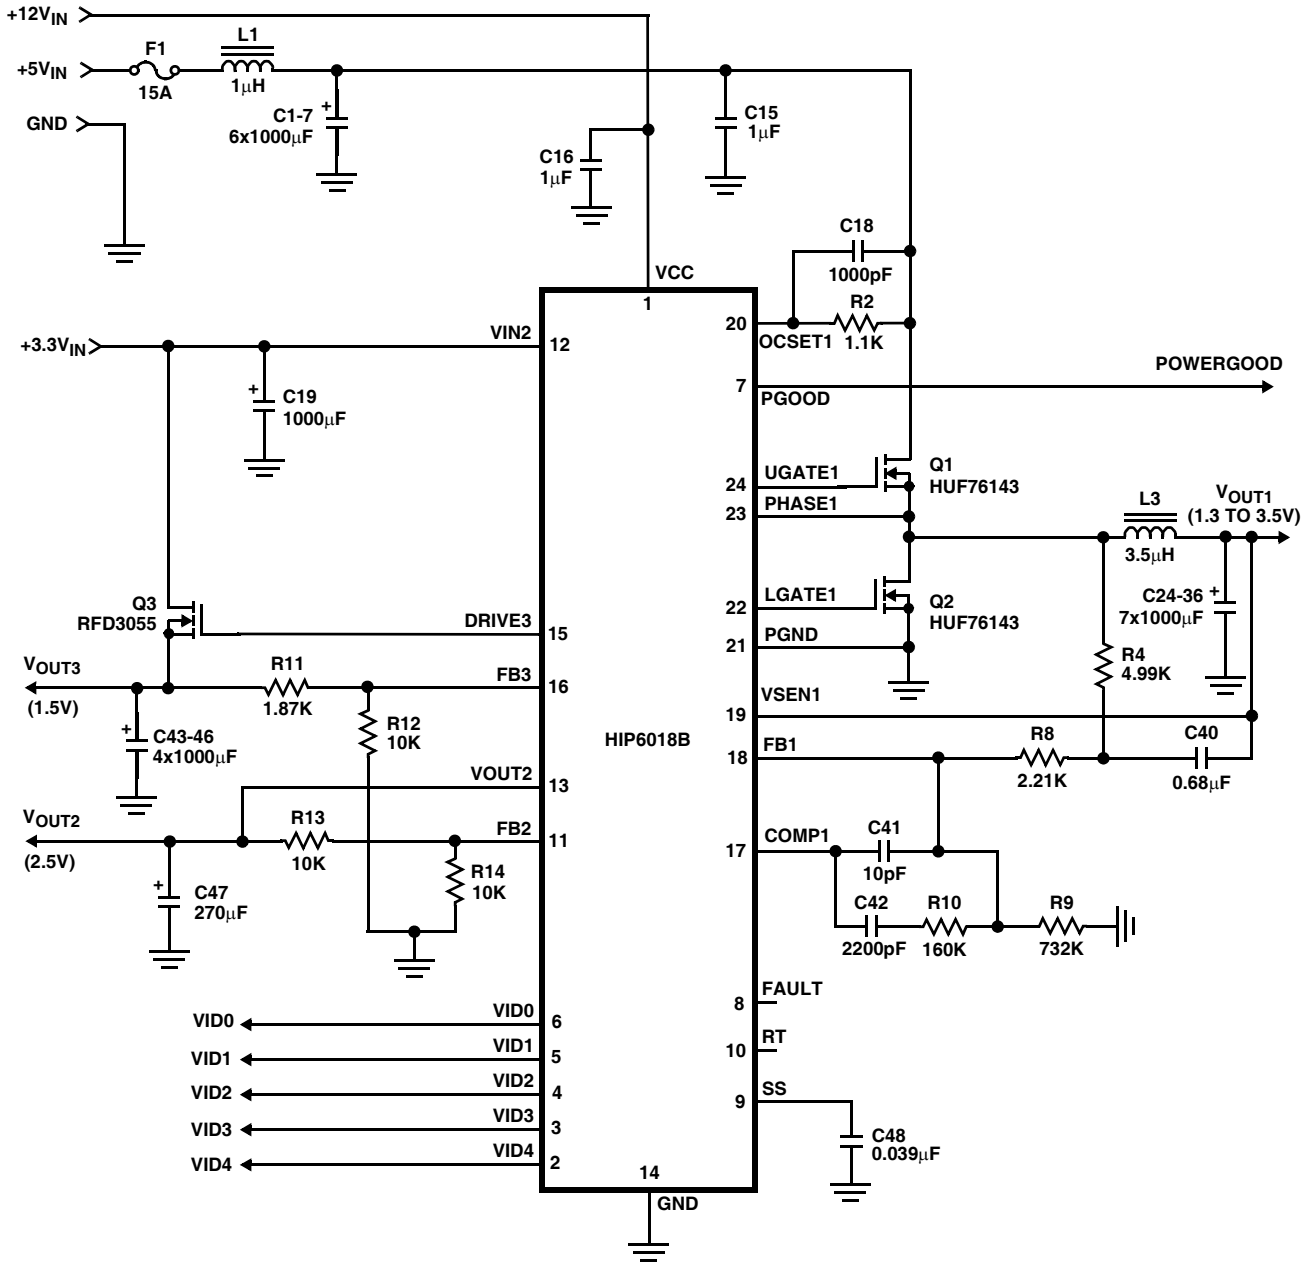 +12VIN
+5VIN
F1
15A
L1
1μH
GND
C1-7
6x1000μF
C16
1μF
C15
1μF
C18
1000pF
VCC
1
R2
1.1K
20
OCSET1
+3.3VIN
VIN2
12
C19
1000μF
7
PGOOD
POWERGOOD
24
UGATE1
Q1
HUF76143
23
PHASE1
L3
3.5μH
VOUT1
(1.3 TO 3.5V)
Q3
RFD3055
DRIVE3
15
22
LGATE1
Q2
HUF76143
21
PGND
C24-36
7x1000μF
R4
4.99K
VOUT3
(1.5V)
R11
1.87K
FB3
16
19
VSEN1
C43-46
4x1000μF
R12
10K
HIP6018B
18
FB1
R8
2.21K
C40
0.68μF
VOUT2
13
VOUT2
(2.5V)
R13
10K
FB2
11
R14
10K
C47
270μF
17
COMP1
C41
10pF
C42
2200pF
R10
160K
R9
732K
8
FAULT
10
RT
9
SS
C48
0.039μF
VID0
VID0
6
VID1
VID1
5
VID2
VID2
4
VID3
VID3
3
VID4
VID4
2
14
GND